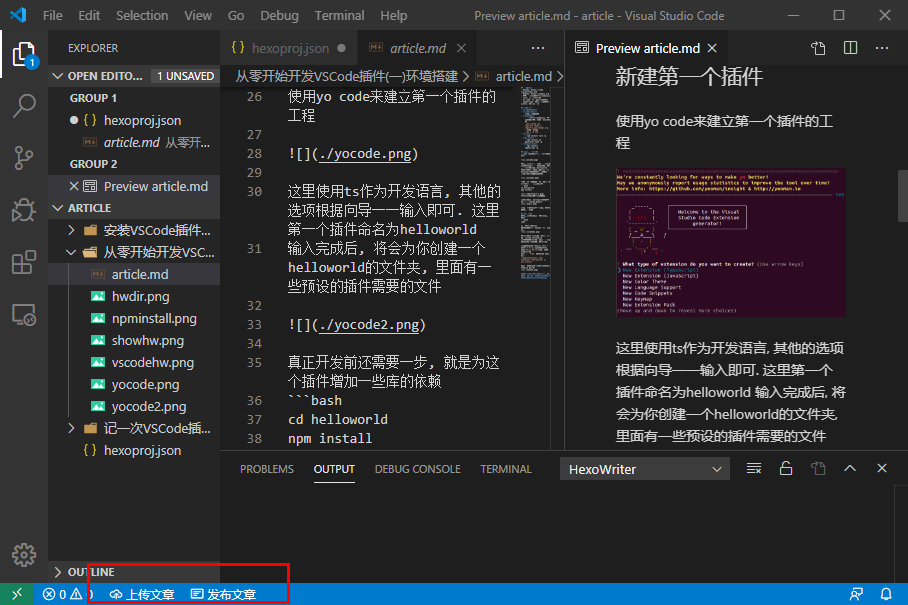 File Edit Selection View Go Debug Terminal Help Preview article.md - article - Visual Studio Code
EXPLORER
OPEN EDITO... 1 UNSAVED
GROUP 1
{ } hexoproj.json
article.md 从零开...
GROUP 2
Preview article.md
ARTICLE
安装VSCode插件...
从零开始开发VSC...
article.md
hwdir.png
npminstall.png
showhw.png
vscodehw.png
yocode.png
yocode2.png
记一次VSCode插...
{ } hexoproj.json
OUTLINE
1
{ } hexoproj.json
article.md
从零开始开发VSCode插件(一)环境搭建 > article.md >
26 使用yo code来建立第一个插件的
工程
27
28 ![](./yocode.png)
29
30 这里使用ts作为开发语言, 其他的
选项根据向导一一输入即可. 这里
第一个插件命名为helloworld
31 输入完成后, 将会为你创建一个
helloworld的文件夹, 里面有一
些预设的插件需要的文件
32
33 ![](./yocode2.png)
34
35 真正开发前还需要一步, 就是为这
个插件增加一些库的依赖
36 ```bash
37 cd helloworld
38 npm install
Preview article.md
新建第一个插件
使用yo code来建立第一个插件的工
程
We're constantly looking for ways to make yo better!
May we anonymously report usage statistics to improve the tool over time?
More info: https://github.com/yeoman/insight & http://yeoman.io
Welcome to the Visual
Studio Code Extension
generator!
What type of extension do you want to create? (Use arrow keys)
New Extension (TypeScript)
New Extension (JavaScript)
New Color Theme
New Language Support
New Code Snippets
New Keymap
New Extension Pack
(Move up and down to reveal more choices)
这里使用ts作为开发语言, 其他的选项
根据向导一一输入即可. 这里第一个
插件命名为helloworld 输入完成后, 将
会为你创建一个helloworld的文件夹,
里面有一些预设的插件需要的文件
PROBLEMS OUTPUT DEBUG CONSOLE TERMINAL HexoWriter
0 0 上传文章 发布文章